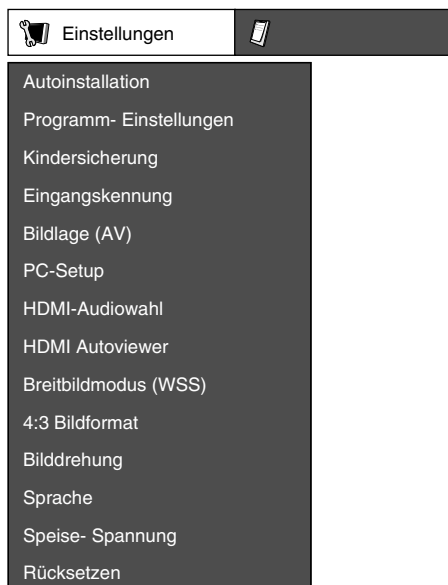 Einstellungen
Autoinstallation
Programm- Einstellungen
Kindersicherung
Eingangskennung
Bildlage (AV)
PC-Setup
HDMI-Audiowahl
HDMI Autoviewer
Breitbildmodus (WSS)
4:3 Bildformat
Bilddrehung
Sprache
Speise- Spannung
Rücksetzen